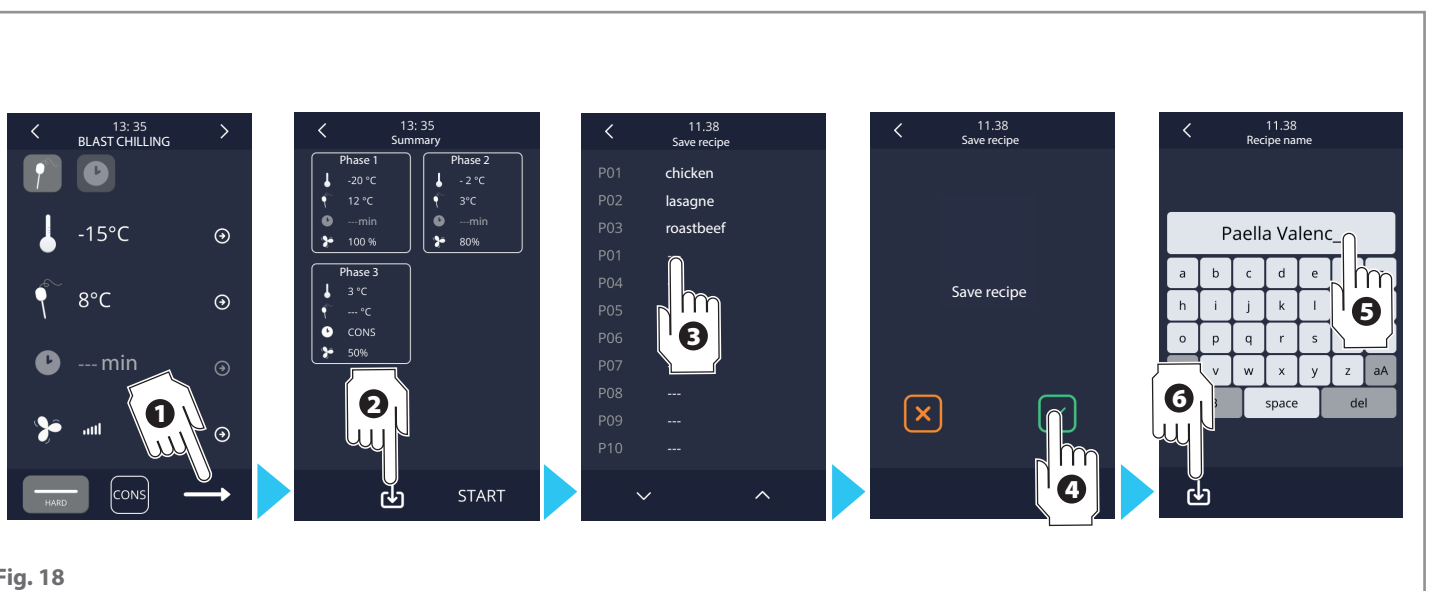 13: 35
BLAST CHILLING
-15°C
8°C
--- min
HARD
CONS
1
13: 35
Summary
Phase 1
-20 °C
12 °C
---min
100 %
Phase 2
- 2 °C
3°C
---min
80%
Phase 3
3 °C
--- °C
CONS
50%
2
START
11.38
Save recipe
P01 chicken
P02 lasagne
P03 roastbeef
P01
P04
P05
P06
P07
P08 ---
P09 ---
P10 ---
3
11.38
Save recipe
Save recipe
4
11.38
Recipe name
Paella Valenc_
a b c d e
h i j k l
o p q r s
v w x y z aA
space del
5
6
Fig. 18